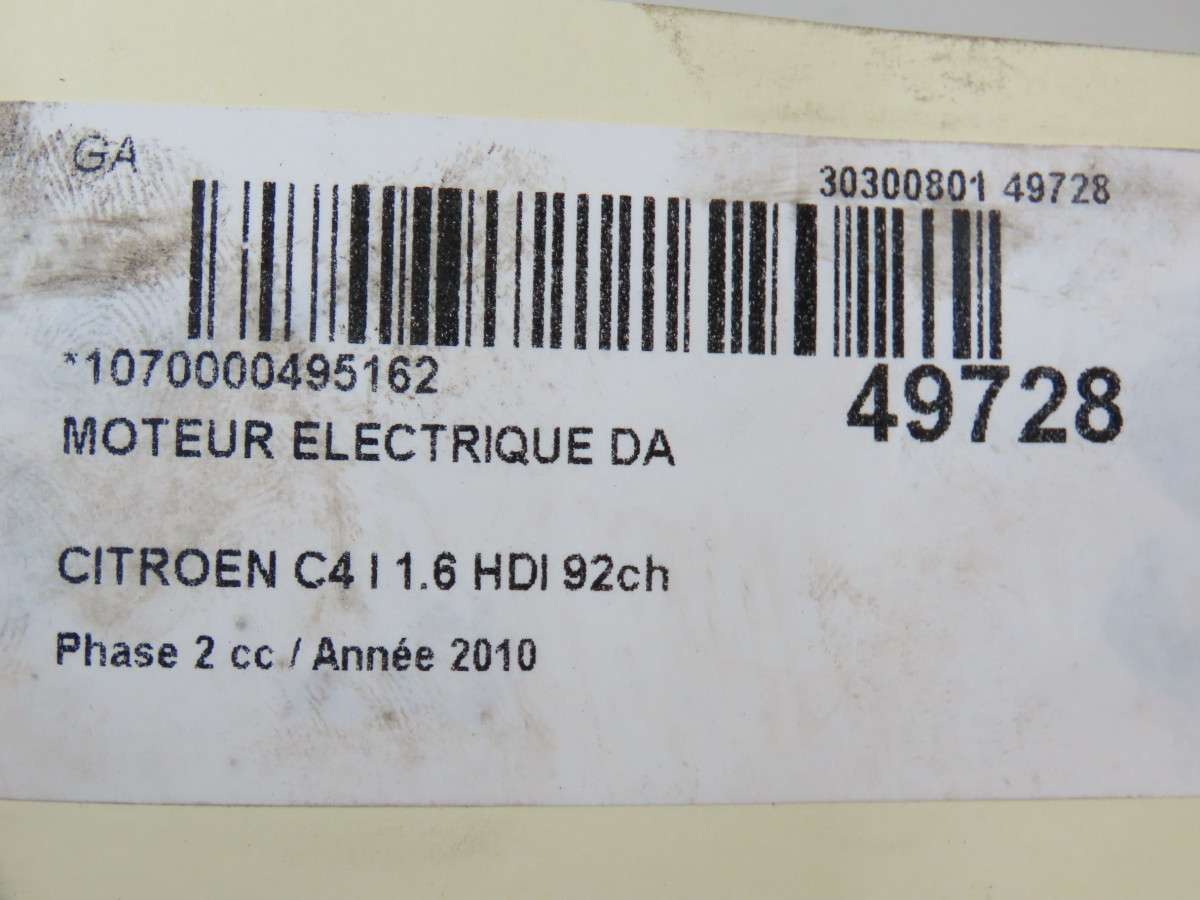 GA
30300801 49728
*1070000495162
49728
MOTEUR ELECTRIQUE DA
CITROEN C4 I 1.6 HDI 92ch
Phase 2 cc / Année 2010